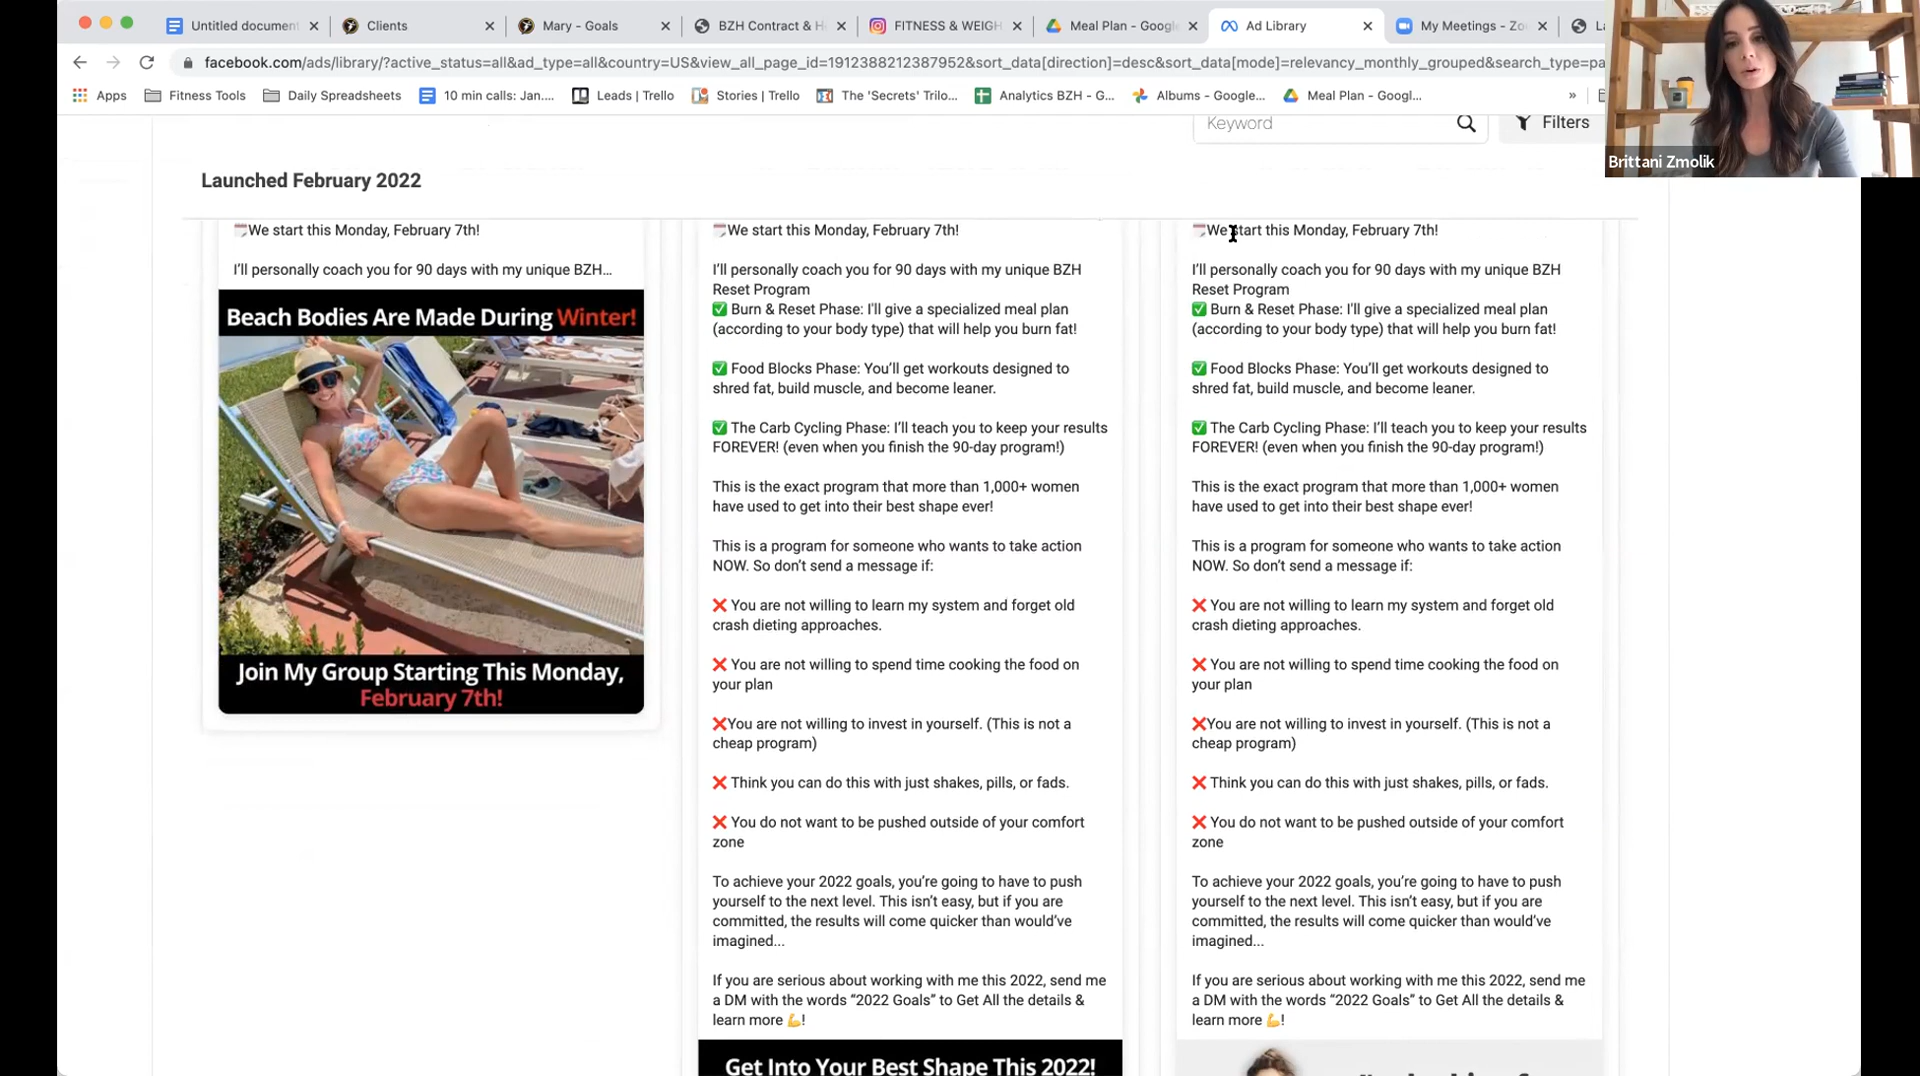 Untitled document
Clients
Mary - Goals
BZH Contract & H
FITNESS & WEIGH
Meal Plan - Google
Ad Library
My Meetings - Zo
facebook.com/ads/library/?active_status=all&ad_type=all&country=US&view_all_page_id=1912388212387952&sort_data[direction]=desc&sort_data[mode]=relevancy_monthly_grouped&search_type=pa
Apps
Fitness Tools
Daily Spreadsheets
10 min calls: Jan....
Leads | Trello
Stories | Trello
The 'Secrets' Trilo...
Analytics BZH - G...
Albums - Google...
Meal Plan - Googl...
»
Keyword
Filters
Brittani Zmolik
Launched February 2022
🗒️We start this Monday, February 7th!
I'll personally coach you for 90 days with my unique BZH...
Beach Bodies Are Made During Winter!
Join My Group Starting This Monday,
February 7th!
🗒️We start this Monday, February 7th!
I'll personally coach you for 90 days with my unique BZH
Reset Program
✅ Burn & Reset Phase: I'll give a specialized meal plan
(according to your body type) that will help you burn fat!
✅ Food Blocks Phase: You'll get workouts designed to
shred fat, build muscle, and become leaner.
✅ The Carb Cycling Phase: I'll teach you to keep your results
FOREVER! (even when you finish the 90-day program!)
This is the exact program that more than 1,000+ women
have used to get into their best shape ever!
This is a program for someone who wants to take action
NOW. So don't send a message if:
❌ You are not willing to learn my system and forget old
crash dieting approaches.
❌ You are not willing to spend time cooking the food on
your plan
❌You are not willing to invest in yourself. (This is not a
cheap program)
❌ Think you can do this with just shakes, pills, or fads.
❌ You do not want to be pushed outside of your comfort
zone
To achieve your 2022 goals, you're going to have to push
yourself to the next level. This isn't easy, but if you are
committed, the results will come quicker than would've
imagined...
If you are serious about working with me this 2022, send me
a DM with the words “2022 Goals” to Get All the details &
learn more 💪!
Get Into Your Best Shape This 2022!
🗒️We start this Monday, February 7th!
I'll personally coach you for 90 days with my unique BZH
Reset Program
✅ Burn & Reset Phase: I'll give a specialized meal plan
(according to your body type) that will help you burn fat!
✅ Food Blocks Phase: You'll get workouts designed to
shred fat, build muscle, and become leaner.
✅ The Carb Cycling Phase: I'll teach you to keep your results
FOREVER! (even when you finish the 90-day program!)
This is the exact program that more than 1,000+ women
have used to get into their best shape ever!
This is a program for someone who wants to take action
NOW. So don't send a message if:
❌ You are not willing to learn my system and forget old
crash dieting approaches.
❌ You are not willing to spend time cooking the food on
your plan
❌You are not willing to invest in yourself. (This is not a
cheap program)
❌ Think you can do this with just shakes, pills, or fads.
❌ You do not want to be pushed outside of your comfort
zone
To achieve your 2022 goals, you're going to have to push
yourself to the next level. This isn't easy, but if you are
committed, the results will come quicker than would've
imagined...
If you are serious about working with me this 2022, send me
a DM with the words “2022 Goals” to Get All the details &
learn more 💪!